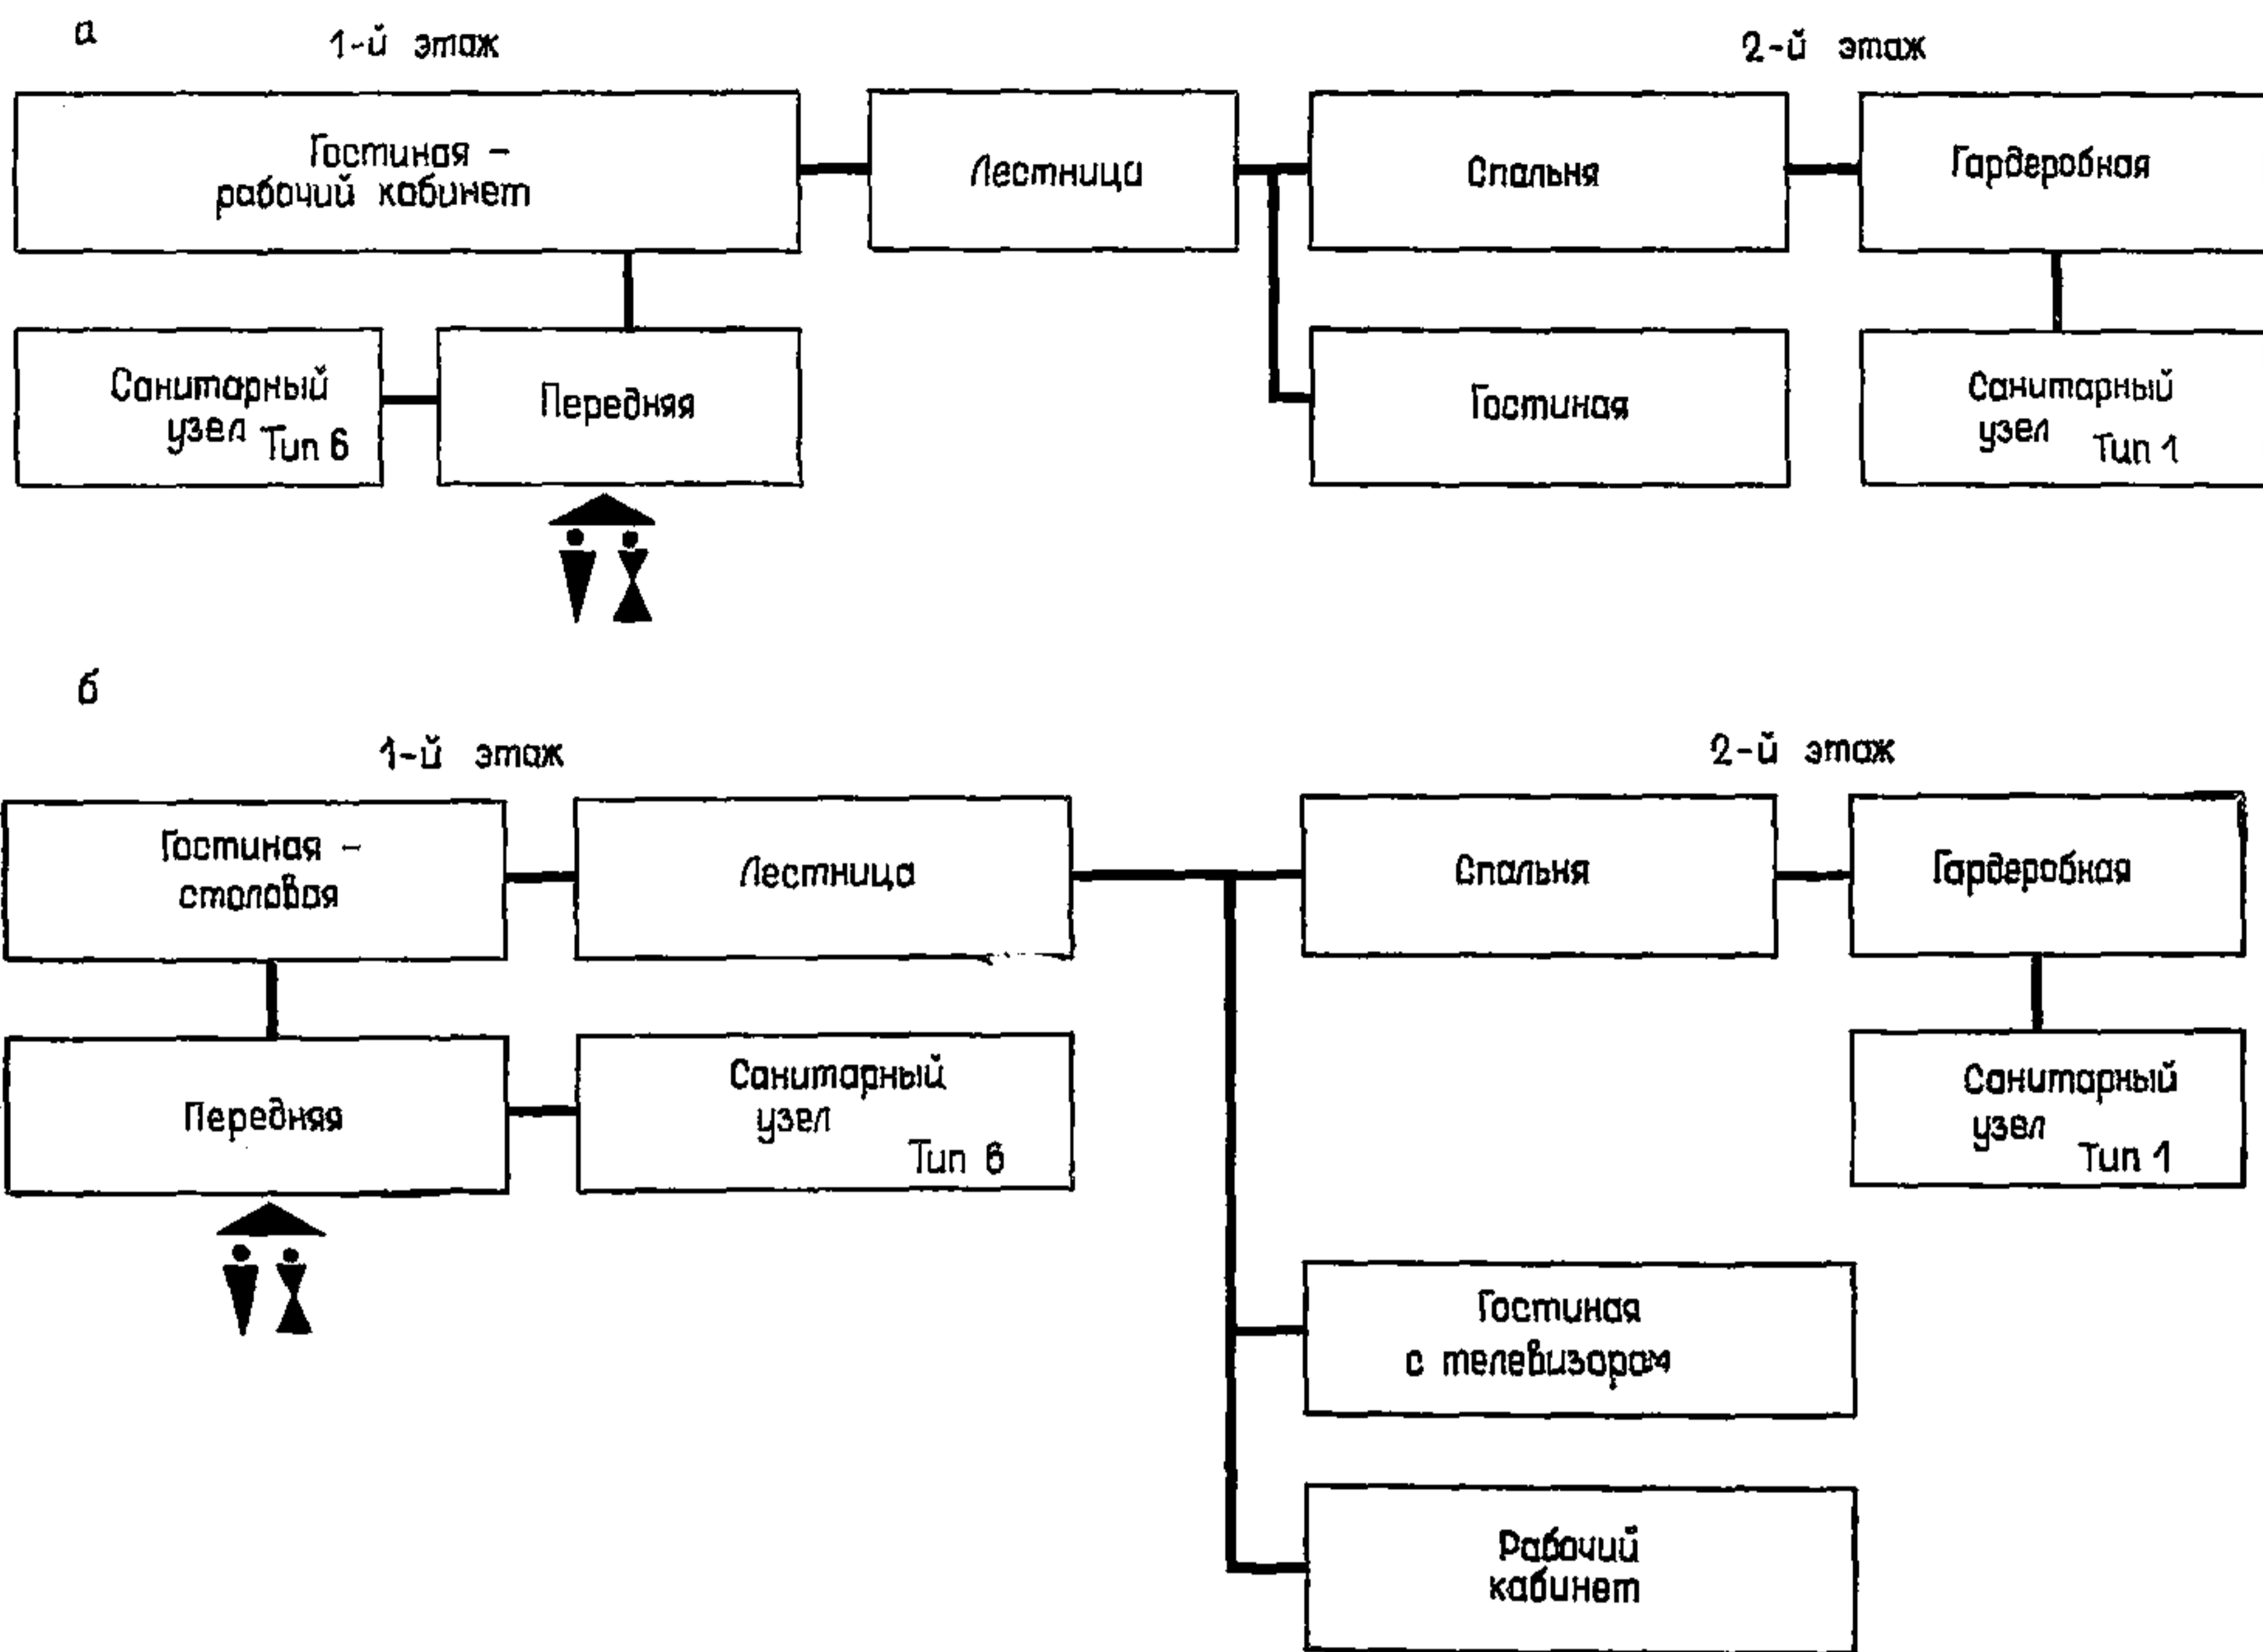 а
1-й этаж
2-й этаж
Гостиная –
рабочий кабинет
Лестница
Спальня
Гардеробная
Санитарный
узел Тип 6
Передняя
Гостиная
Санитарный
узел Тип 1
б
1-й этаж
2-й этаж
Гостиная –
столовая
Лестница
Спальня
Гардеробная
Передняя
Санитарный
узел
Тип 6
Санитарный
узел
Тип 1
Гостиная
с телевизором
Рабочий
кабинет